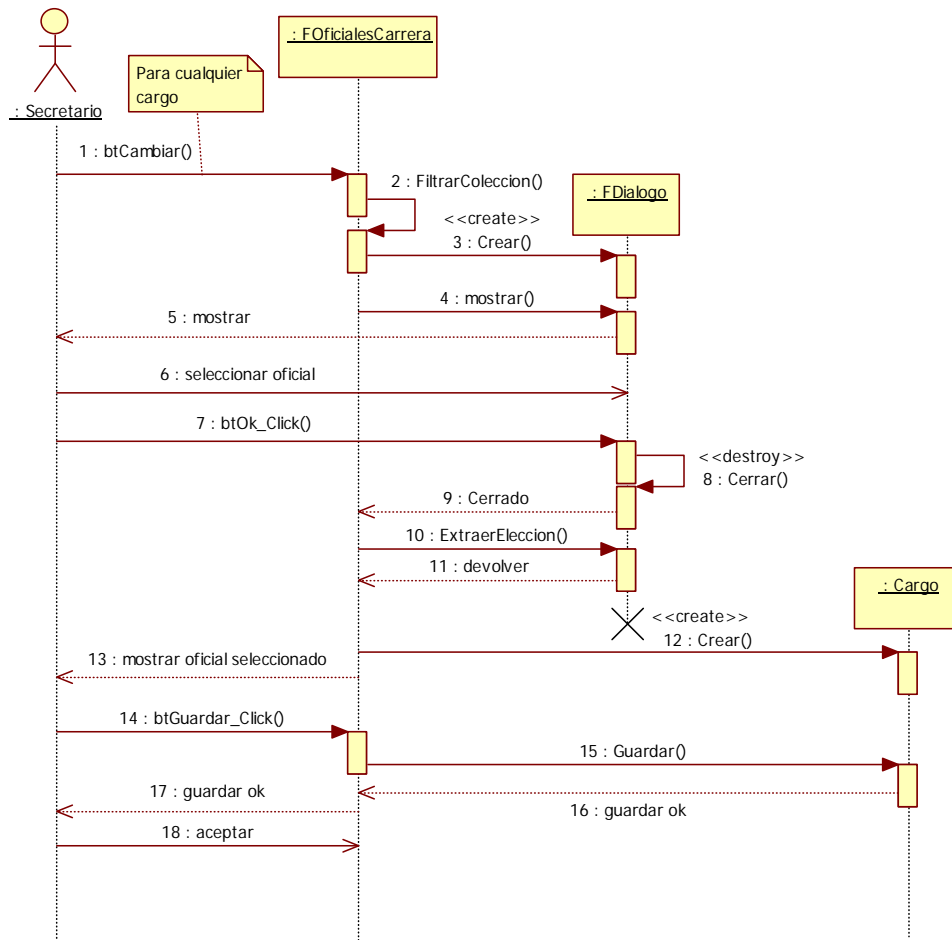 : FOficialesCarrera
Para cualquier
cargo
: Secretario
1 : btCambiar()
2 : FiltrarColeccion()
: FDialogo
<<create>>
3 : Crear()
4 : mostrar()
5 : mostrar
6 : seleccionar oficial
7 : btOk_Click()
<<destroy>>
8 : Cerrar()
9 : Cerrado
10 : ExtraerEleccion()
11 : devolver
: Cargo
<<create>>
12 : Crear()
13 : mostrar oficial seleccionado
14 : btGuardar_Click()
15 : Guardar()
17 : guardar ok
16 : guardar ok
18 : aceptar